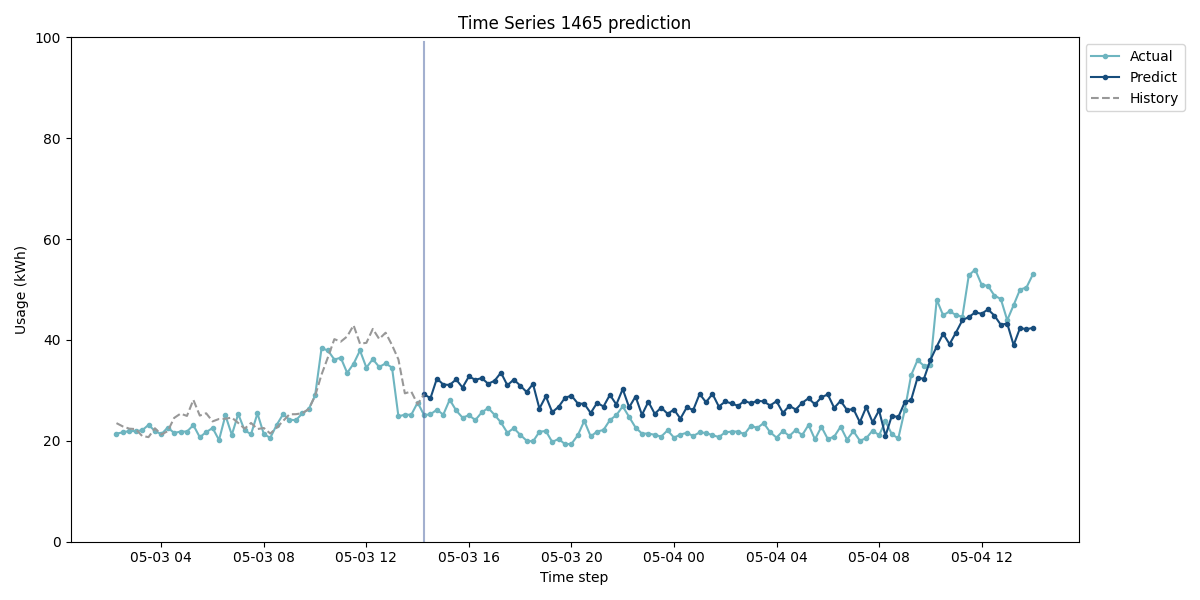 Time Series 1465 prediction
100
80
60
40
20
0
Usage (kWh)
05-03 04
05-03 08
05-03 12
05-03 16
05-03 20
05-04 00
05-04 04
05-04 08
05-04 12
Time step
Actual
Predict
History